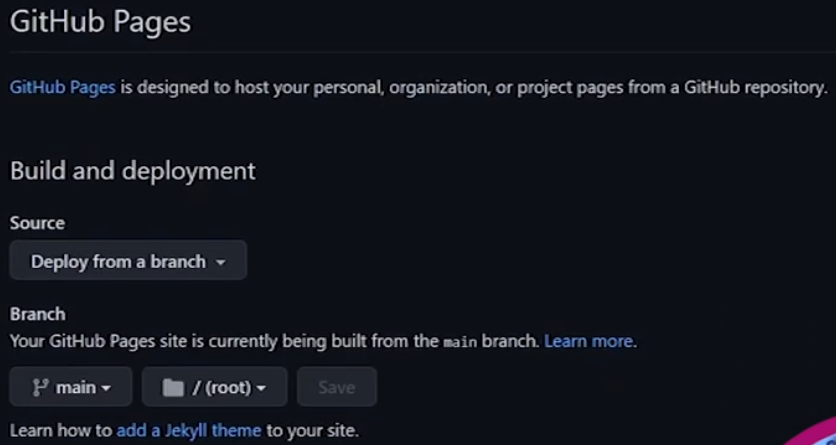 GitHub Pages
GitHub Pages is designed to host your personal, organization, or project pages from a GitHub repository.
Build and deployment
Source
Deploy from a branch
Branch
Your GitHub Pages site is currently being built from the main branch. Learn more.
main / (root) Save
Learn how to add a Jekyll theme to your site.